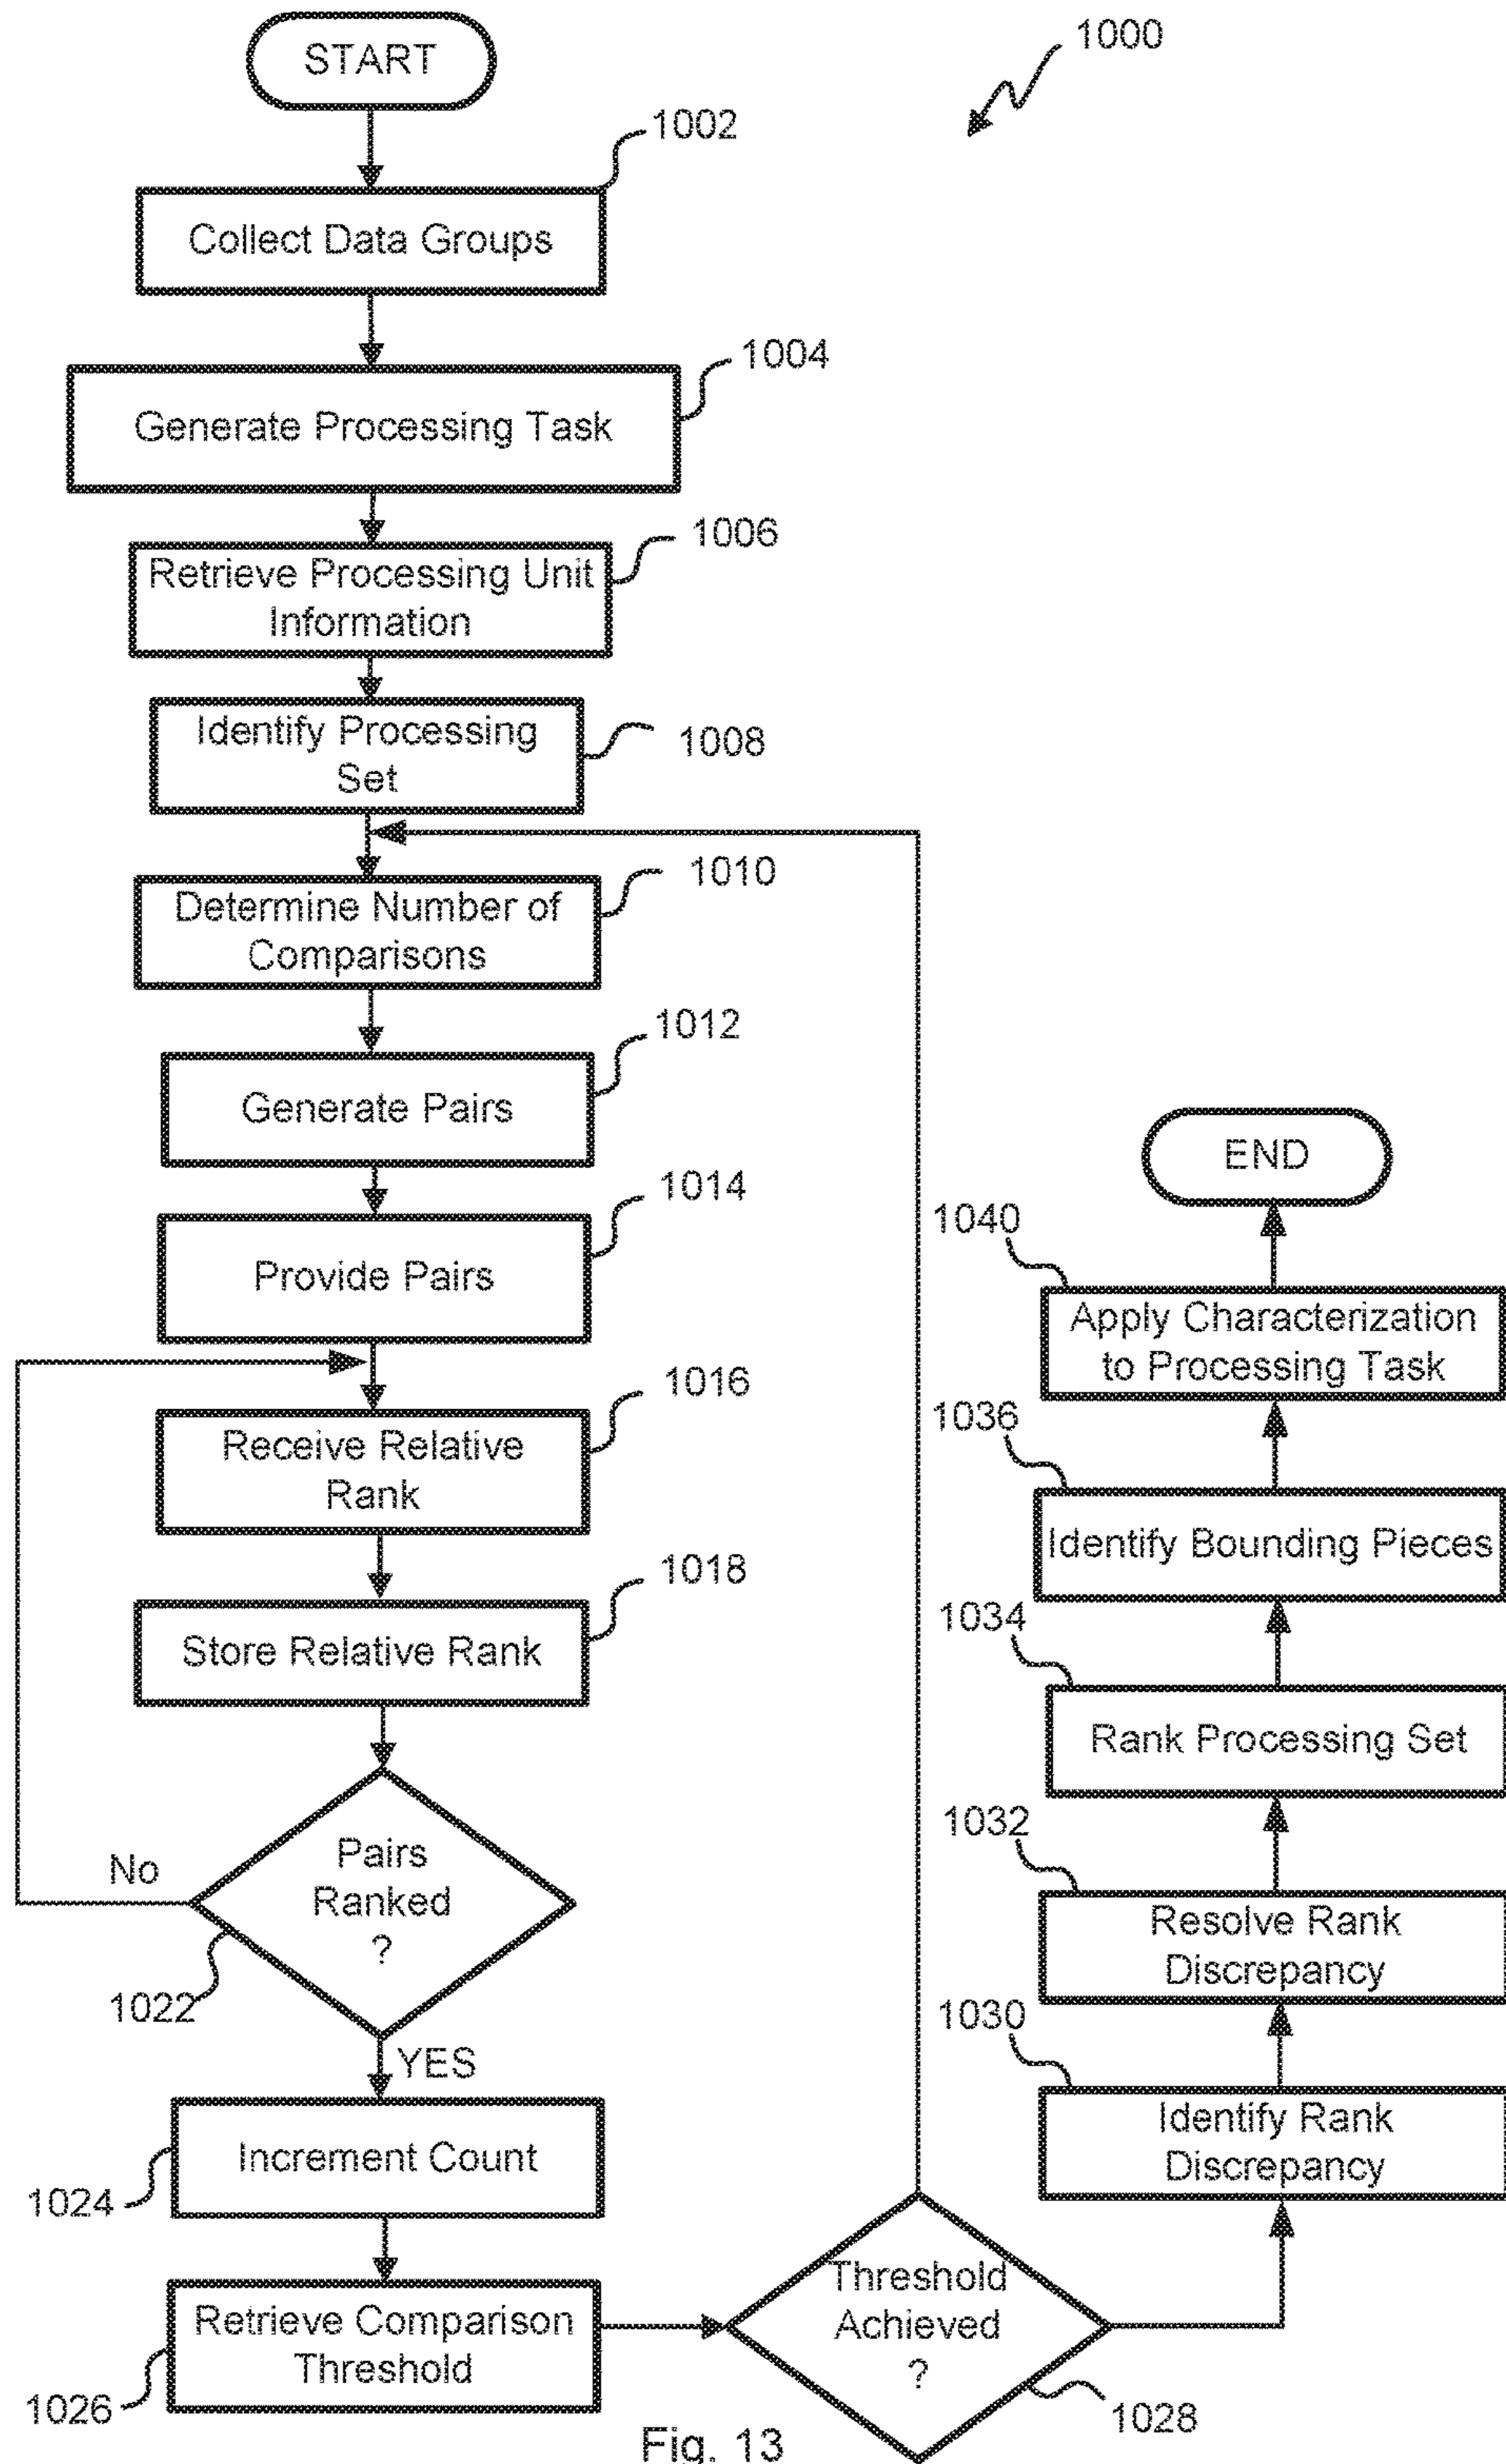 START
1000
1002
Collect Data Groups
1004
Generate Processing Task
1006
Retrieve Processing Unit
Information
1008
Identify Processing
Set
1010
Determine Number of
Comparisons
1012
Generate Pairs
1014
Provide Pairs
1016
Receive Relative
Rank
1018
Store Relative Rank
Pairs
Ranked
?
No
1022
YES
Increment Count
1024
Retrieve Comparison
Threshold
1026
Threshold
Achieved
?
1028
1030
Identify Rank
Discrepancy
1032
Resolve Rank
Discrepancy
1034
Rank Processing Set
1036
Identify Bounding Pieces
1040
Apply Characterization
to Processing Task
END
Fig. 13